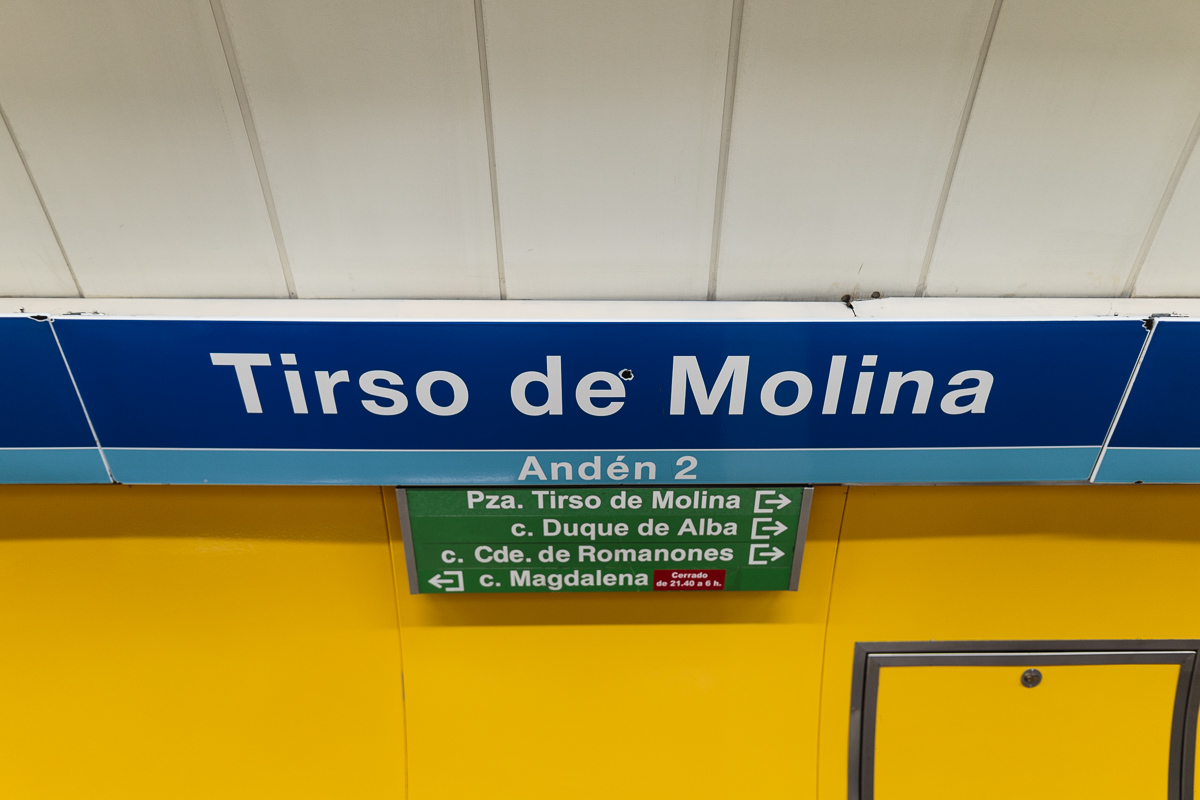 Tirso de Molina
Andén 2
Pza. Tirso de Molina
c. Duque de Alba
c. Cde. de Romanones
c. Magdalena
Cerrado
de 21.40 a 6 h.